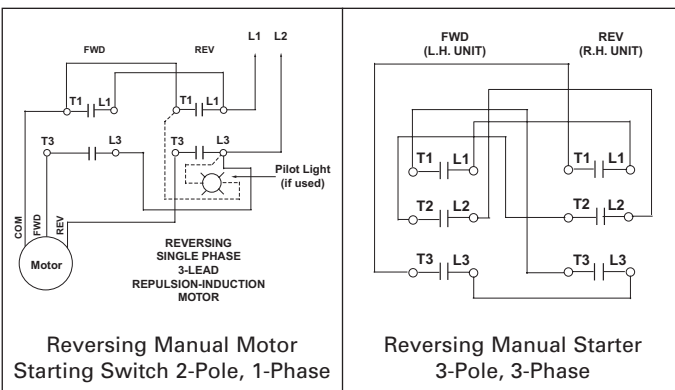 L1 L2
FWD REV
T1 L1 T1 L1
T3 L3 T3 L3
Pilot Light
(if used)
COM
FWD
REV
Motor
REVERSING
SINGLE PHASE
3-LEAD
REPULSION-INDUCTION
MOTOR
Reversing Manual Motor
Starting Switch 2-Pole, 1-Phase
FWD
(L.H. UNIT)
REV
(R.H. UNIT)
T1 L1 T1 L1
T2 L2 T2 L2
T3 L3 T3 L3
Reversing Manual Starter
3-Pole, 3-Phase